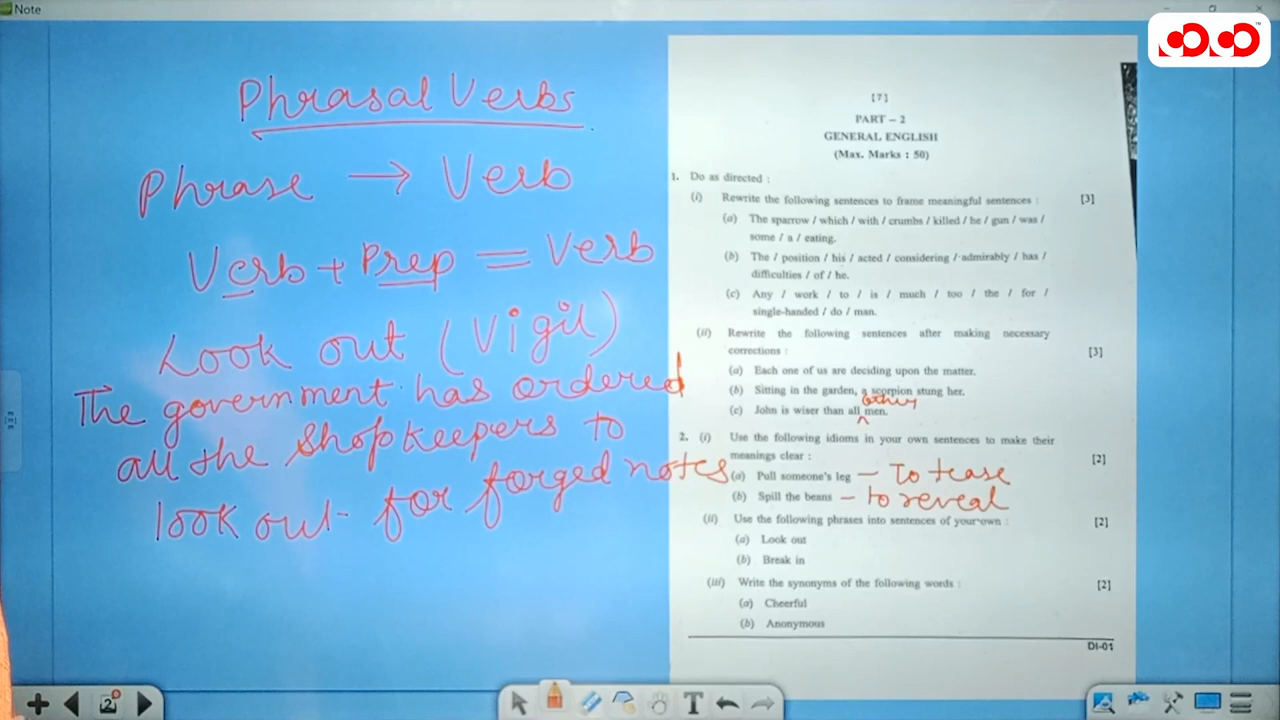 Note
Phrasal Verbs
Phrase → Verb
Verb + Prep = Verb
Look out (Vigil)
The government has ordered
all the shopkeepers to
look out for forged notes
[7]
PART – 2
GENERAL ENGLISH
(Max. Marks : 50)
1. Do as directed :
(i) Rewrite the following sentences to frame meaningful sentences : [3]
(a) The sparrow / which / with / crumbs / killed / he / gun / was /
some / a / eating.
(b) The / position / his / acted / considering / admirably / has /
difficulties / of / he.
(c) Any / work / to / is / much / too / the / for /
single-handed / do / man.
(ii) Rewrite the following sentences after making necessary
corrections : [3]
(a) Each one of us are deciding upon the matter.
(b) Sitting in the garden, a scorpion stung her.
other
(c) John is wiser than all men.
2. (i) Use the following idioms in your own sentences to make their
meanings clear : [2]
(a) Pull someone's leg – To tease
(b) Spill the beans – to reveal
(ii) Use the following phrases into sentences of your own : [2]
(a) Look out
(b) Break in
(iii) Write the synonyms of the following words : [2]
(a) Cheerful
(b) Anonymous
DI-01
2
T